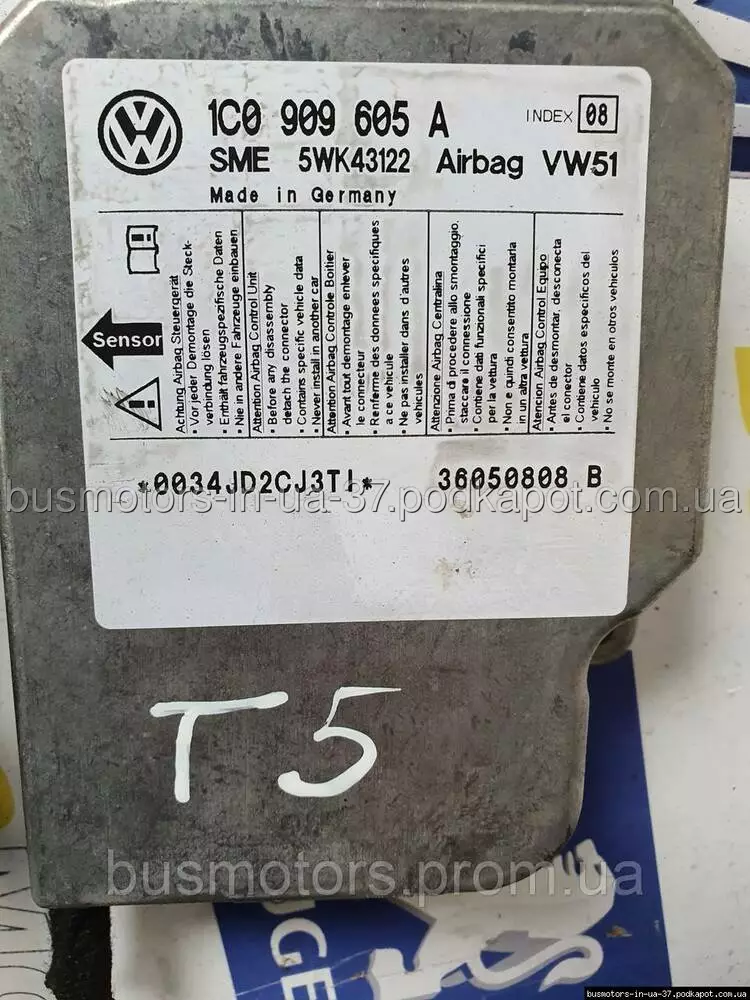 1C0 909 605 A
INDEX 08
SME 5WK43122 Airbag VW51
Made in Germany
Sensor
Achtung Airbag Steuergerät
• Vor jeder Demontage die Steck-
verbindung lösen
• Enthält fahrzeugspezifische Daten
• Nie in andere Fahrzeuge einbauen
Attention Airbag Control Unit
• Before any disassembly
detach the connector
• Contains specific vehicle data
• Never install in another car
Attention Airbag Controle Boitier
• Avant tout demontage enlever
le connecteur
• Renferme des donnees specifiques
a ce vehicule
• Ne pas installer dans d'autres
vehicules
Attenzione Airbag Centralina
• Prima di procedere allo smontaggio,
staccare il connessione
• Contiene dati funzionali specifici
per la vettura
• Non e quindi consentito montarla
in un altra vettura
Atencion Airbag Control Equipo
• Antes de desmontar, desconecta
el conector
• Contiene datos especificos del
vehiculo
• No se monte en otros vehiculos
*0034JD2CJ3TI* 36050808 B
busmotors-in-ua-37.podkapot.com.ua
T5
busmotors.prom.ua
busmotors-in-ua-37.podkapot.com.ua